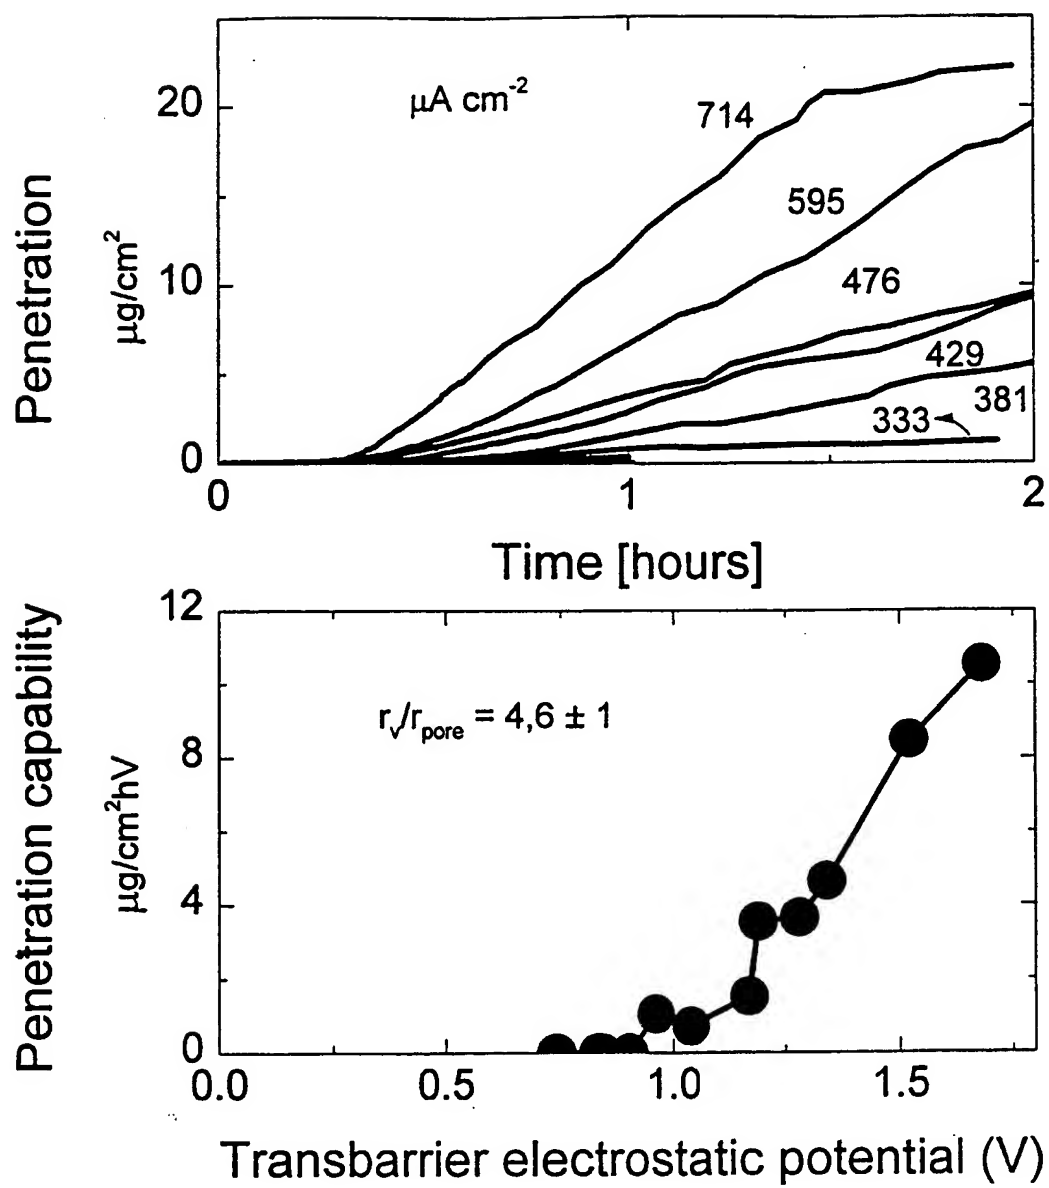 Penetration
µg/cm²
20
10
0
µA cm⁻²
714
595
476
429
381
333
0
1
2
Time [hours]
Penetration capability
µg/cm²hV
12
8
4
0
rᵥ/r_pore = 4,6 ± 1
0.0
0.5
1.0
1.5
Transbarrier electrostatic potential (V)